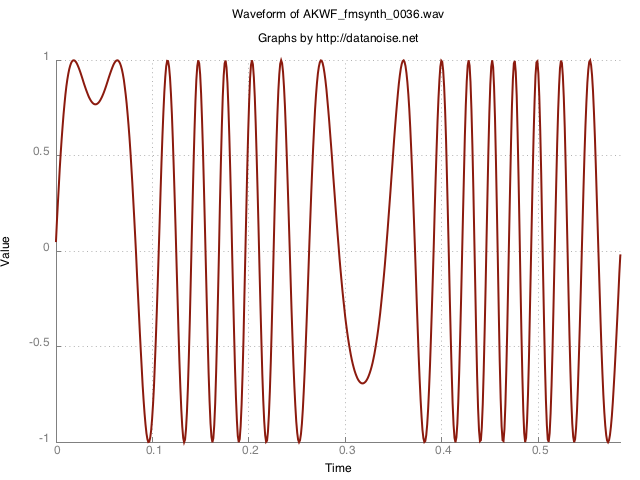 Waveform of AKWF_fmsynth_0036.wav
Graphs by http://datanoise.net
1
0.5
0
-0.5
-1
Value
0 0.1 0.2 0.3 0.4 0.5
Time